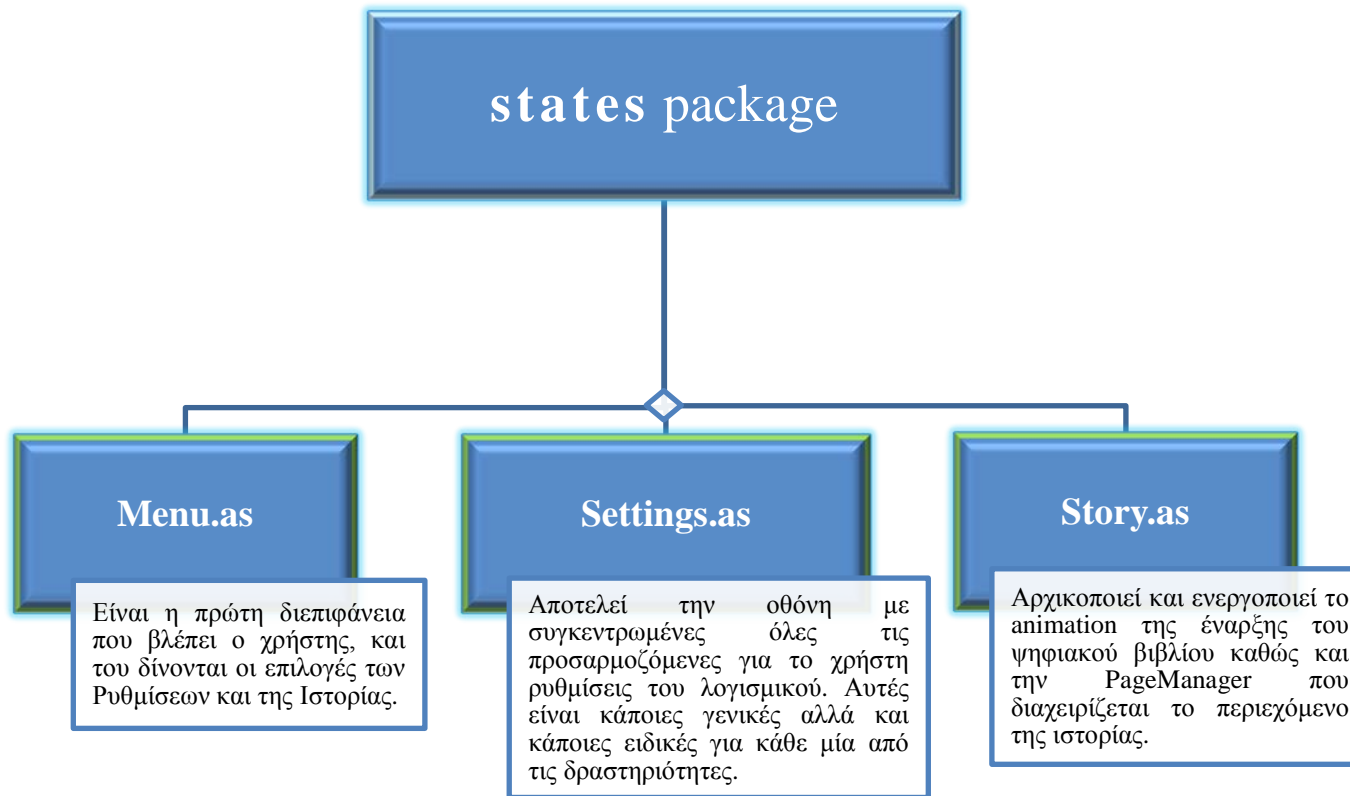 states package
Menu.as
Είναι η πρώτη διεπιφάνεια
που βλέπει ο χρήστης, και
του δίνονται οι επιλογές των
Ρυθμίσεων και της Ιστορίας.
Settings.as
Αποτελεί την οθόνη με
συγκεντρωμένες όλες τις
προσαρμοζόμενες για το χρήστη
ρυθμίσεις του λογισμικού. Αυτές
είναι κάποιες γενικές αλλά και
κάποιες ειδικές για κάθε μία από
τις δραστηριότητες.
Story.as
Αρχικοποιεί και ενεργοποιεί το
animation της έναρξης του
ψηφιακού βιβλίου καθώς και
την PageManager που
διαχειρίζεται το περιεχόμενο
της ιστορίας.